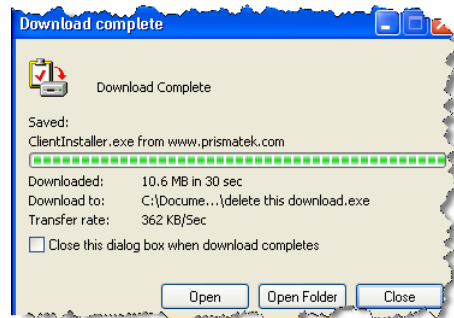 Download complete
Download Complete
Saved:
ClientInstaller.exe from www.prismatek.com
Downloaded: 10.6 MB in 30 sec
Download to: C:\Docume...\delete this download.exe
Transfer rate: 362 KB/Sec
Close this dialog box when download completes
Open Open Folder Close